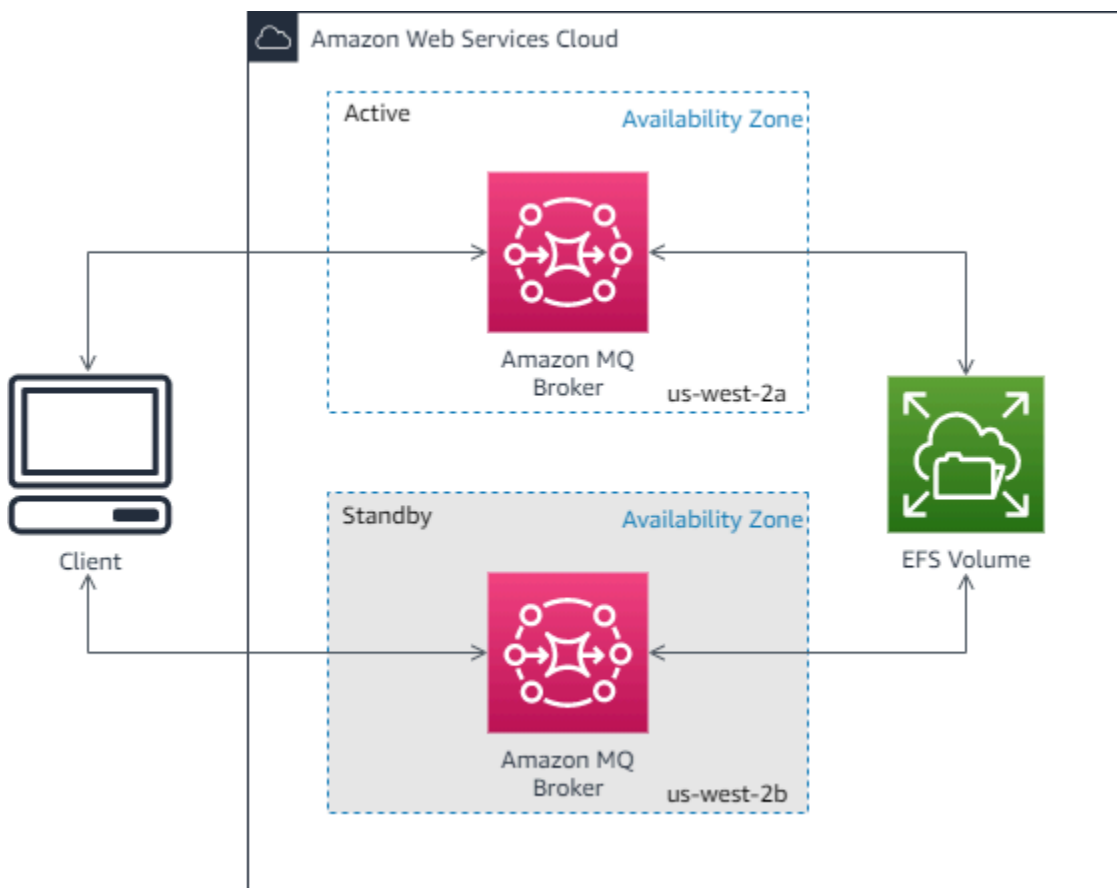 Amazon Web Services Cloud
Active
Availability Zone
Amazon MQ
Broker
us-west-2a
Client
EFS Volume
Standby
Availability Zone
Amazon MQ
Broker
us-west-2b